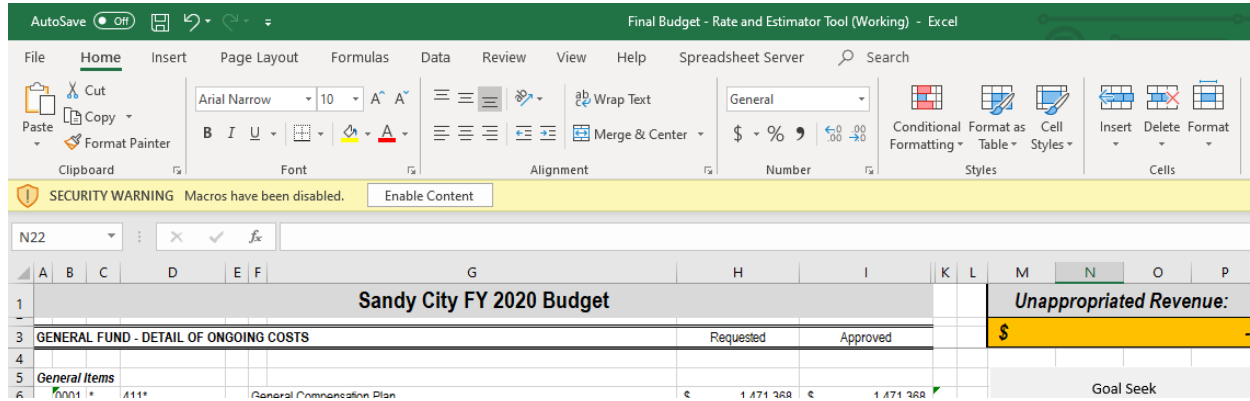 AutoSave Off Final Budget - Rate and Estimator Tool (Working) - Excel
File Home Insert Page Layout Formulas Data Review View Help Spreadsheet Server Search
Cut
Copy
Format Painter
Paste
Clipboard
Arial Narrow 10 A^ Aˇ
B I U A
Font
ab Wrap Text
Merge & Center
Alignment
General
$ % , .00 .00
Number
Conditional Formatting
Format as Table
Cell Styles
Styles
Insert Delete Format
Cells
SECURITY WARNING Macros have been disabled. Enable Content
N22 fx
A B C D E F G H I K L M N O P
1 Sandy City FY 2020 Budget Unappropriated Revenue:
3 GENERAL FUND - DETAIL OF ONGOING COSTS Requested Approved $ -
4
5 General Items Goal Seek
6 0001 * 411* General Compensation Plan $ 1,471,368 $ 1,471,368